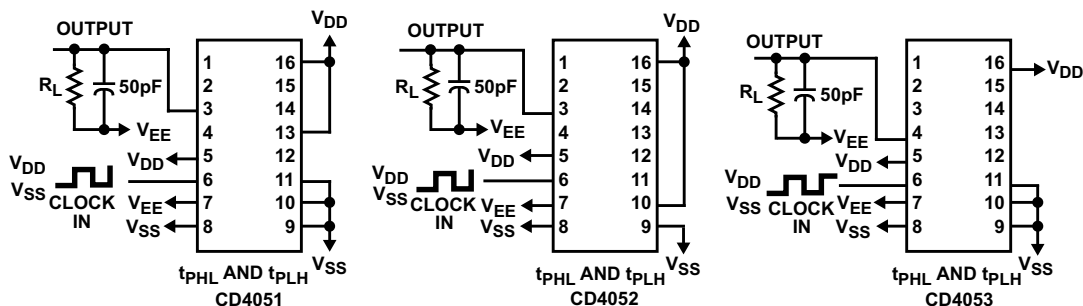 OUTPUT
VDD
RL
50pF
VEE
1 16
2 15
3 14
4 13
5 12
6 11
7 10
8 9
VDD
VDD
VSS
CLOCK
IN
VEE
VSS
VSS
tPHL AND tPLH
CD4051
OUTPUT
VDD
RL
50pF
VEE
1 16
2 15
3 14
4 13
5 12
6 11
7 10
8 9
VDD
VDD
VSS
CLOCK
IN
VEE
VSS
VSS
tPHL AND tPLH
CD4052
OUTPUT
VDD
RL
50pF
VEE
1 16
2 15
3 14
4 13
5 12
6 11
7 10
8 9
VDD
VDD
VSS
CLOCK
IN
VEE
VSS
VSS
tPHL AND tPLH
CD4053